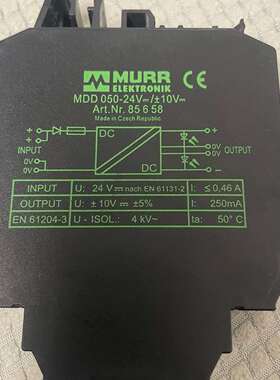 MURR
ELEKTRONIK
CE
MDD 050-24V⎓/±10V⎓
Art.Nr. 85 6 58
Made in Czech Republic
+ DC +
INPUT DC 0V OUTPUT
0V 0V
0V −
INPUT U: 24 V⎓ nach EN 61131-2 I: ≤ 0,46 A
OUTPUT U: ± 10V ⎓ ±5% I: 250mA
EN 61204-3 U - ISOL.: 4 kV~ ta: 50° C